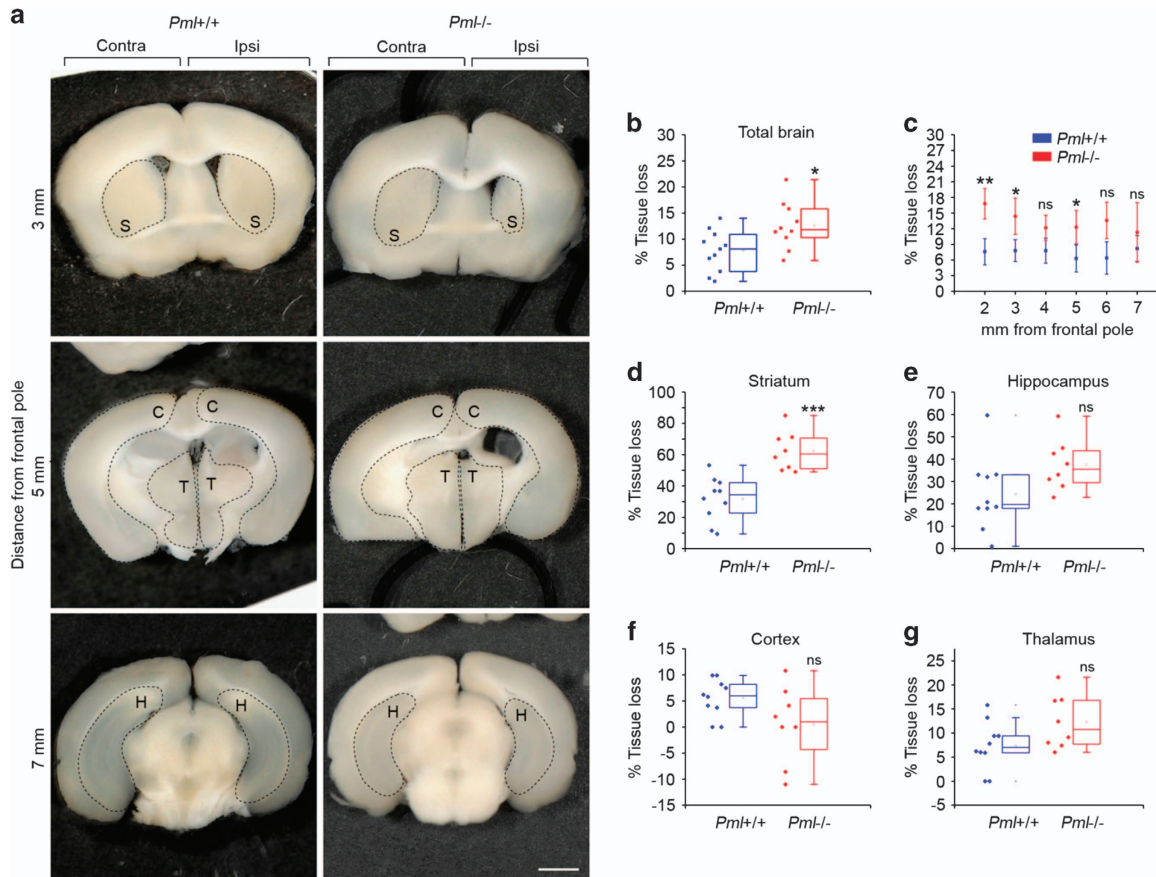 a
Pml+/+
Pml-/-
Contra
Ipsi
Contra
Ipsi
Distance from frontal pole
3 mm
S
S
S
S
5 mm
C
C
T
T
C
C
T
T
7 mm
H
H
H
H
b
Total brain
% Tissue loss
30
25
20
15
10
5
0
*
Pml+/+
Pml-/-
c
Pml+/+
Pml-/-
% Tissue loss
30
27
24
21
18
15
12
9
6
3
0
**
*
ns
*
ns
ns
2 3 4 5 6 7
mm from frontal pole
d
Striatum
% Tissue loss
100
80
60
40
20
0
***
Pml+/+
Pml-/-
e
Hippocampus
% Tissue loss
70
60
50
40
30
20
10
0
ns
Pml+/+
Pml-/-
f
Cortex
% Tissue loss
15
10
5
0
-5
-10
-15
ns
Pml+/+
Pml-/-
g
Thalamus
% Tissue loss
25
20
15
10
5
0
-5
ns
Pml+/+
Pml-/-